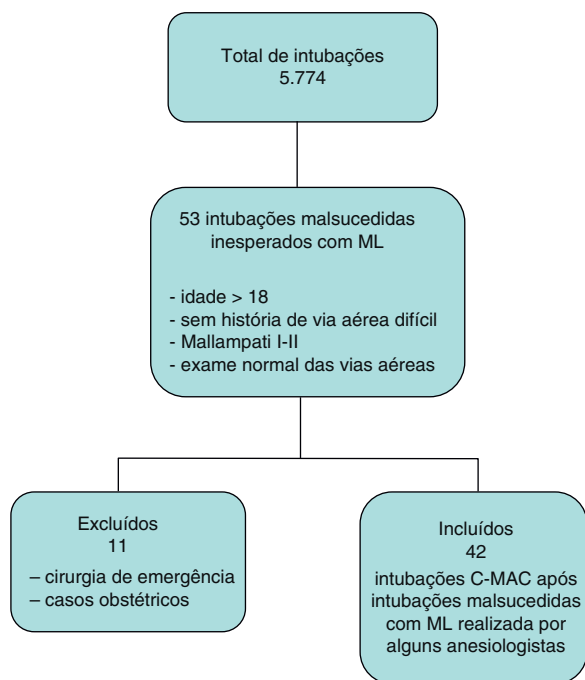 Total de intubações
5.774
53 intubações malsucedidas
inesperados com ML
- idade > 18
- sem história de via aérea difícil
- Mallampati I-II
- exame normal das vias aéreas
Excluídos
11
– cirurgia de emergência
– casos obstétricos
Incluídos
42
intubações C-MAC após
intubações malsucedidas
com ML realizada por
alguns anesiologistas